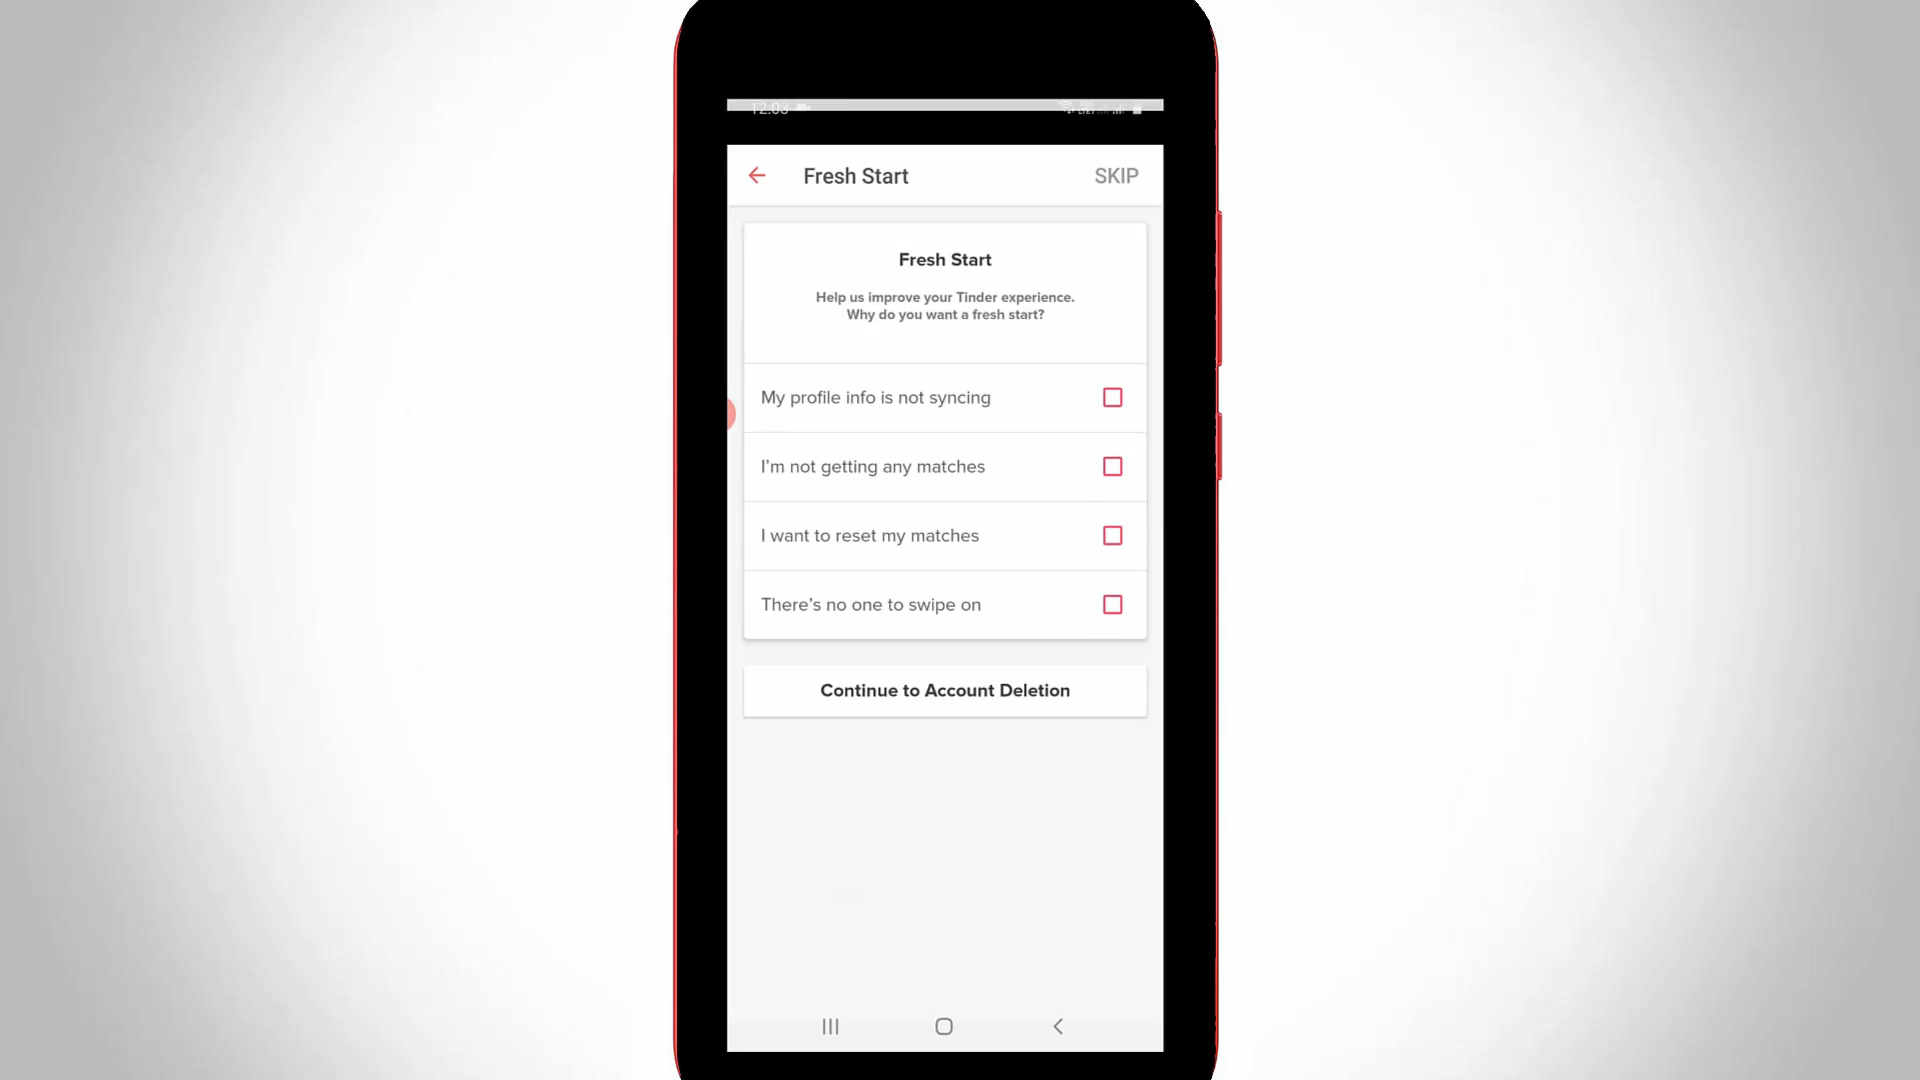 12:03
Fresh Start SKIP
Fresh Start
Help us improve your Tinder experience.
Why do you want a fresh start?
My profile info is not syncing
I’m not getting any matches
I want to reset my matches
There’s no one to swipe on
Continue to Account Deletion